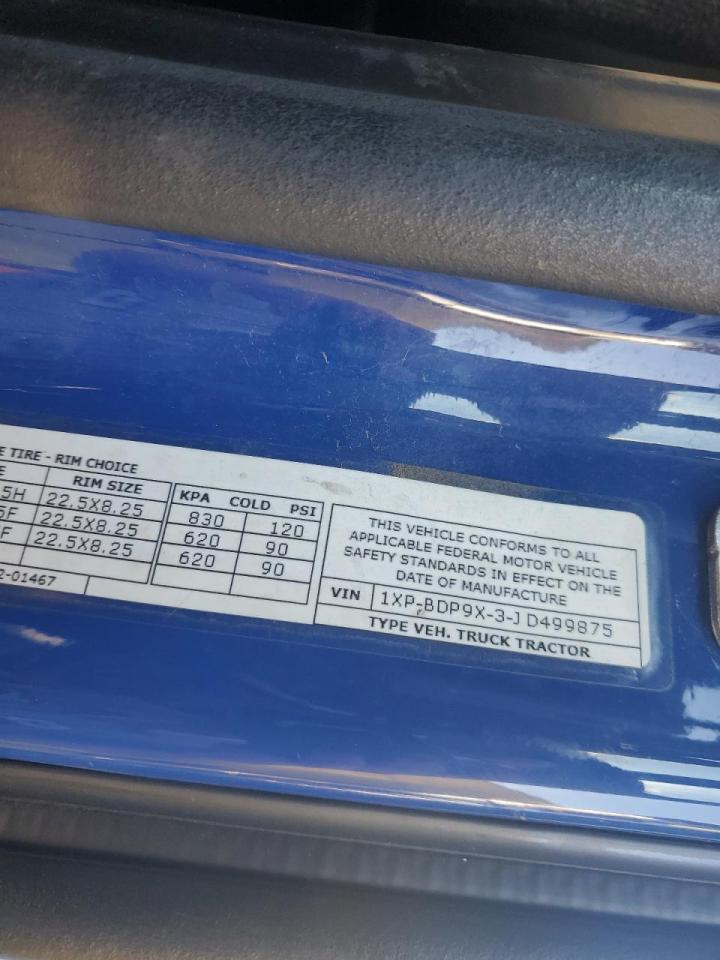 E TIRE - RIM CHOICE
E RIM SIZE
5H 22.5X8.25
5F 22.5X8.25
F 22.5X8.25
2-01467
KPA COLD PSI
830 120
620 90
620 90
THIS VEHICLE CONFORMS TO ALL
APPLICABLE FEDERAL MOTOR VEHICLE
SAFETY STANDARDS IN EFFECT ON THE
DATE OF MANUFACTURE
VIN 1XP-BDP9X-3-J D499875
TYPE VEH. TRUCK TRACTOR